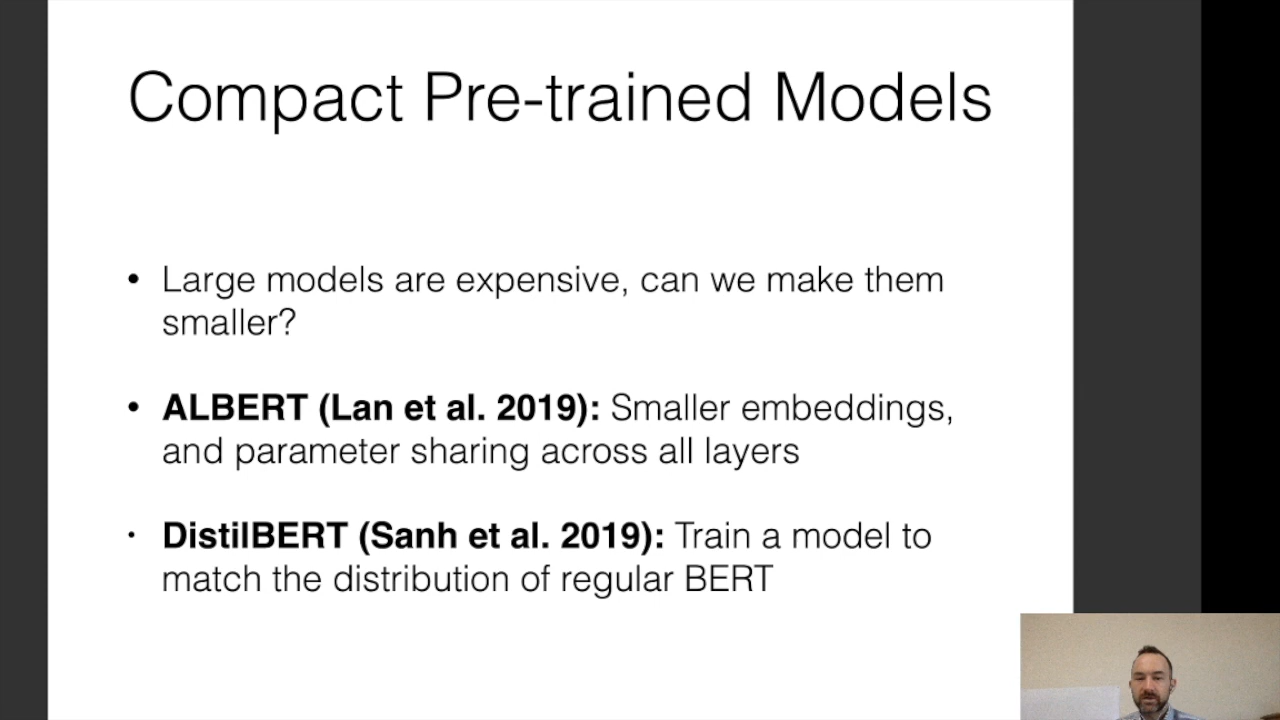 Compact Pre-trained Models
• Large models are expensive, can we make them
smaller?
• ALBERT (Lan et al. 2019): Smaller embeddings,
and parameter sharing across all layers
• DistilBERT (Sanh et al. 2019): Train a model to
match the distribution of regular BERT